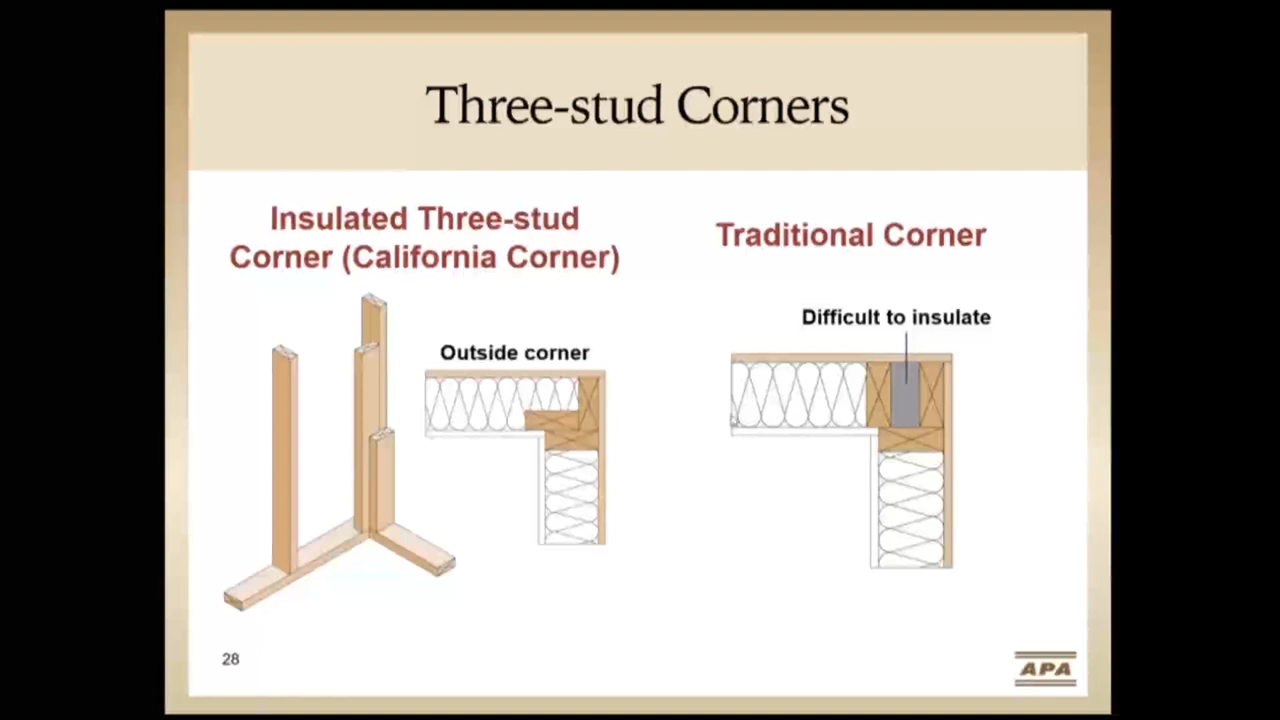 Three-stud Corners
Insulated Three-stud
Corner (California Corner)
Traditional Corner
Difficult to insulate
Outside corner
28
APA